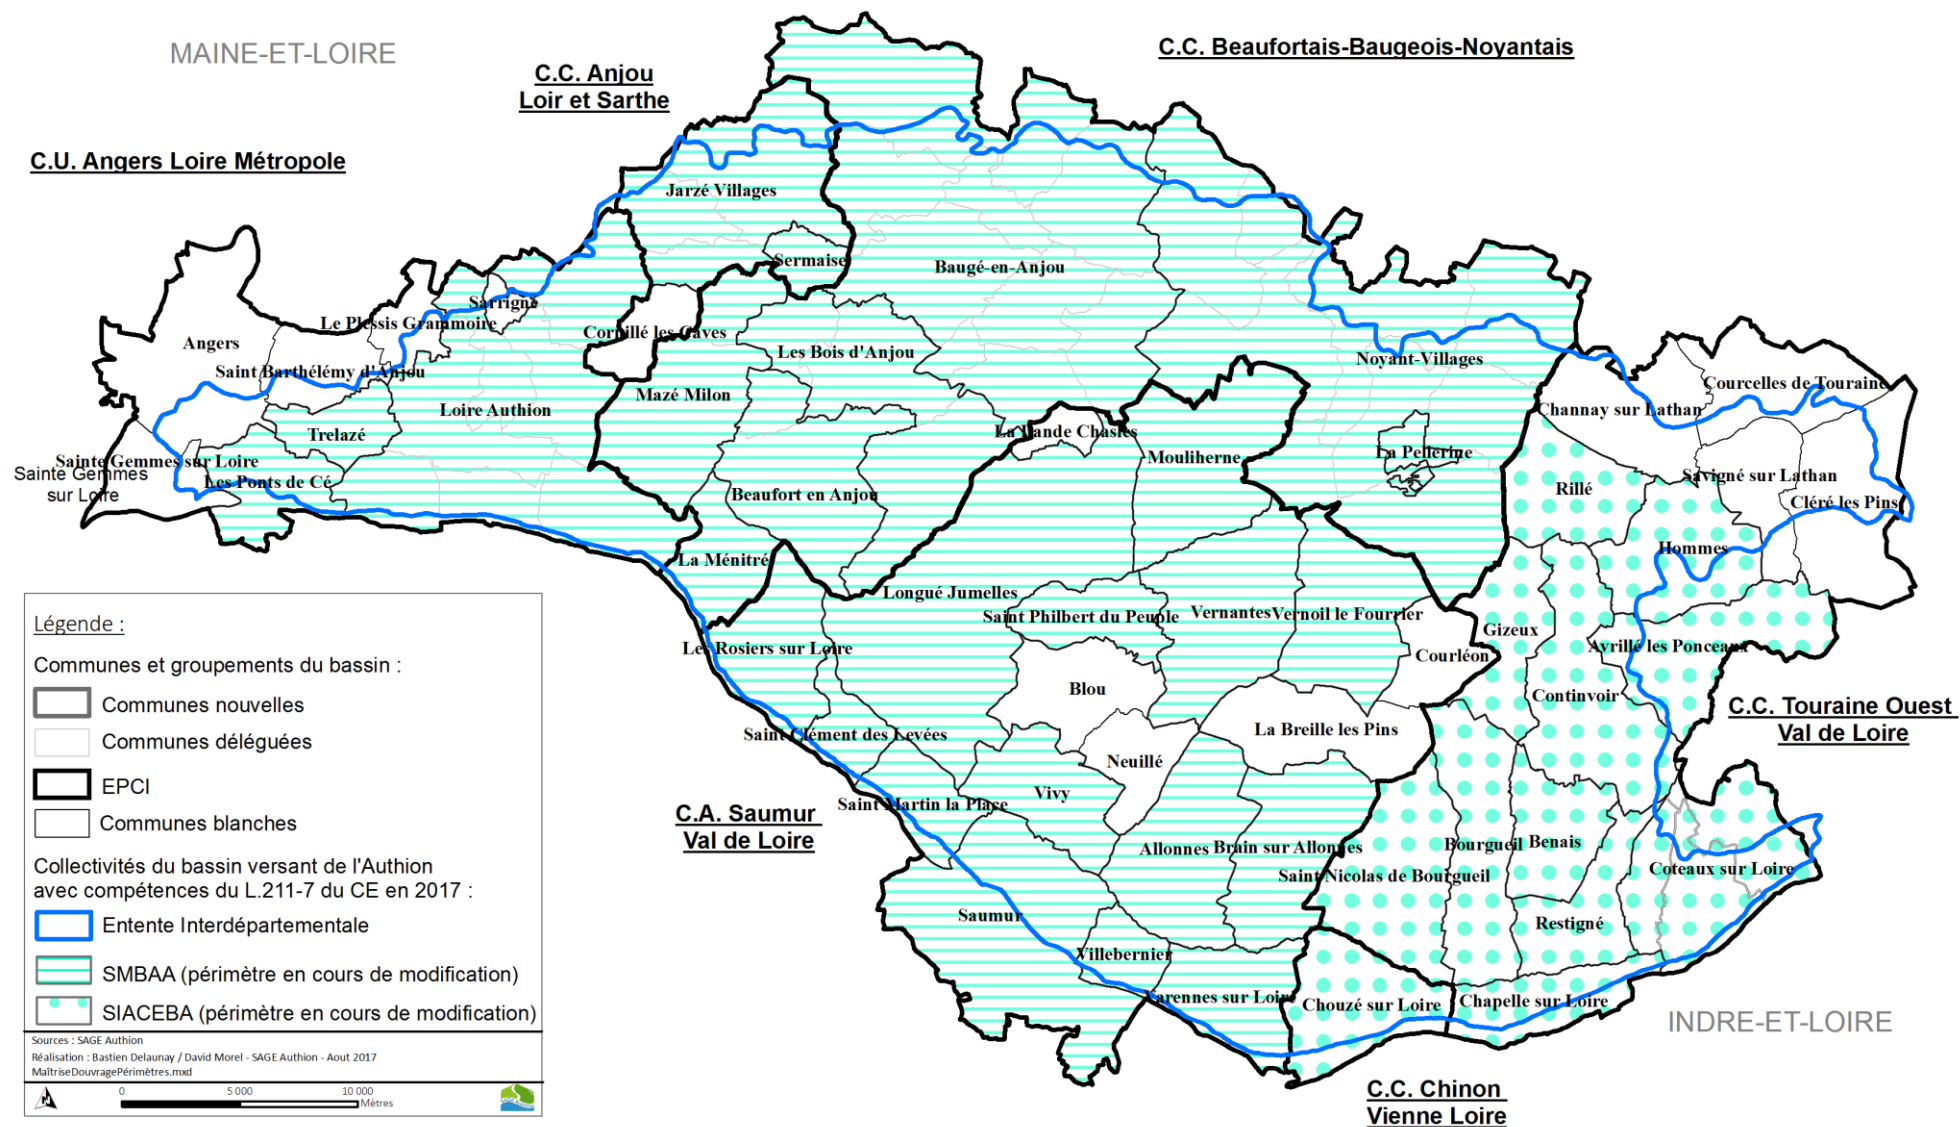 MAINE-ET-LOIRE
C.C. Beaufortais-Baugeois-Noyantais
C.C. Anjou
Loir et Sarthe
C.U. Angers Loire Métropole
Jarzé Villages
Sermaise
Baugé-en-Anjou
Sarrigné
Le Plessis Grammoire
Cornillé les Caves
Angers
Les Bois d'Anjou
Noyant-Villages
Saint Barthélémy d'Anjou
Courcelles de Touraine
Mazé Milon
Loire Authion
Channay sur Lathan
Trelazé
La Lande Chasles
La Pellerine
Mouliherne
Sainte Gemmes sur Loire
Sainte Gemmes
sur Loire
Les Ponts de Cé
Savigné sur Lathan
Rillé
Beaufort en Anjou
Cléré les Pins
Hommes
La Ménitré
Longué Jumelles
Saint Philbert du Peuple
Vernantes
Vernoil le Fourrier
Gizeux
Les Rosiers sur Loire
Avrillé les Ponceaux
Courléon
Blou
Continvoir
C.C. Touraine Ouest
Val de Loire
Saint Clément des Levées
La Breille les Pins
Neuillé
Vivy
Saint Martin la Place
C.A. Saumur
Val de Loire
Allonnes
Brain sur Allonnes
Bourgueil
Benais
Saint Nicolas de Bourgueil
Coteaux sur Loire
Saumur
Restigné
Villebernier
Varennes sur Loire
Chouzé sur Loire
Chapelle sur Loire
INDRE-ET-LOIRE
C.C. Chinon
Vienne Loire
Légende :
Communes et groupements du bassin :
Communes nouvelles
Communes déléguées
EPCI
Communes blanches
Collectivités du bassin versant de l'Authion
avec compétences du L.211-7 du CE en 2017 :
Entente Interdépartementale
SMBAA (périmètre en cours de modification)
SIACEBA (périmètre en cours de modification)
Sources : SAGE Authion
Réalisation : Bastien Delaunay / David Morel - SAGE Authion - Aout 2017
MaîtriseDouvragePérimètres.mxd
0 5 000 10 000
Mètres